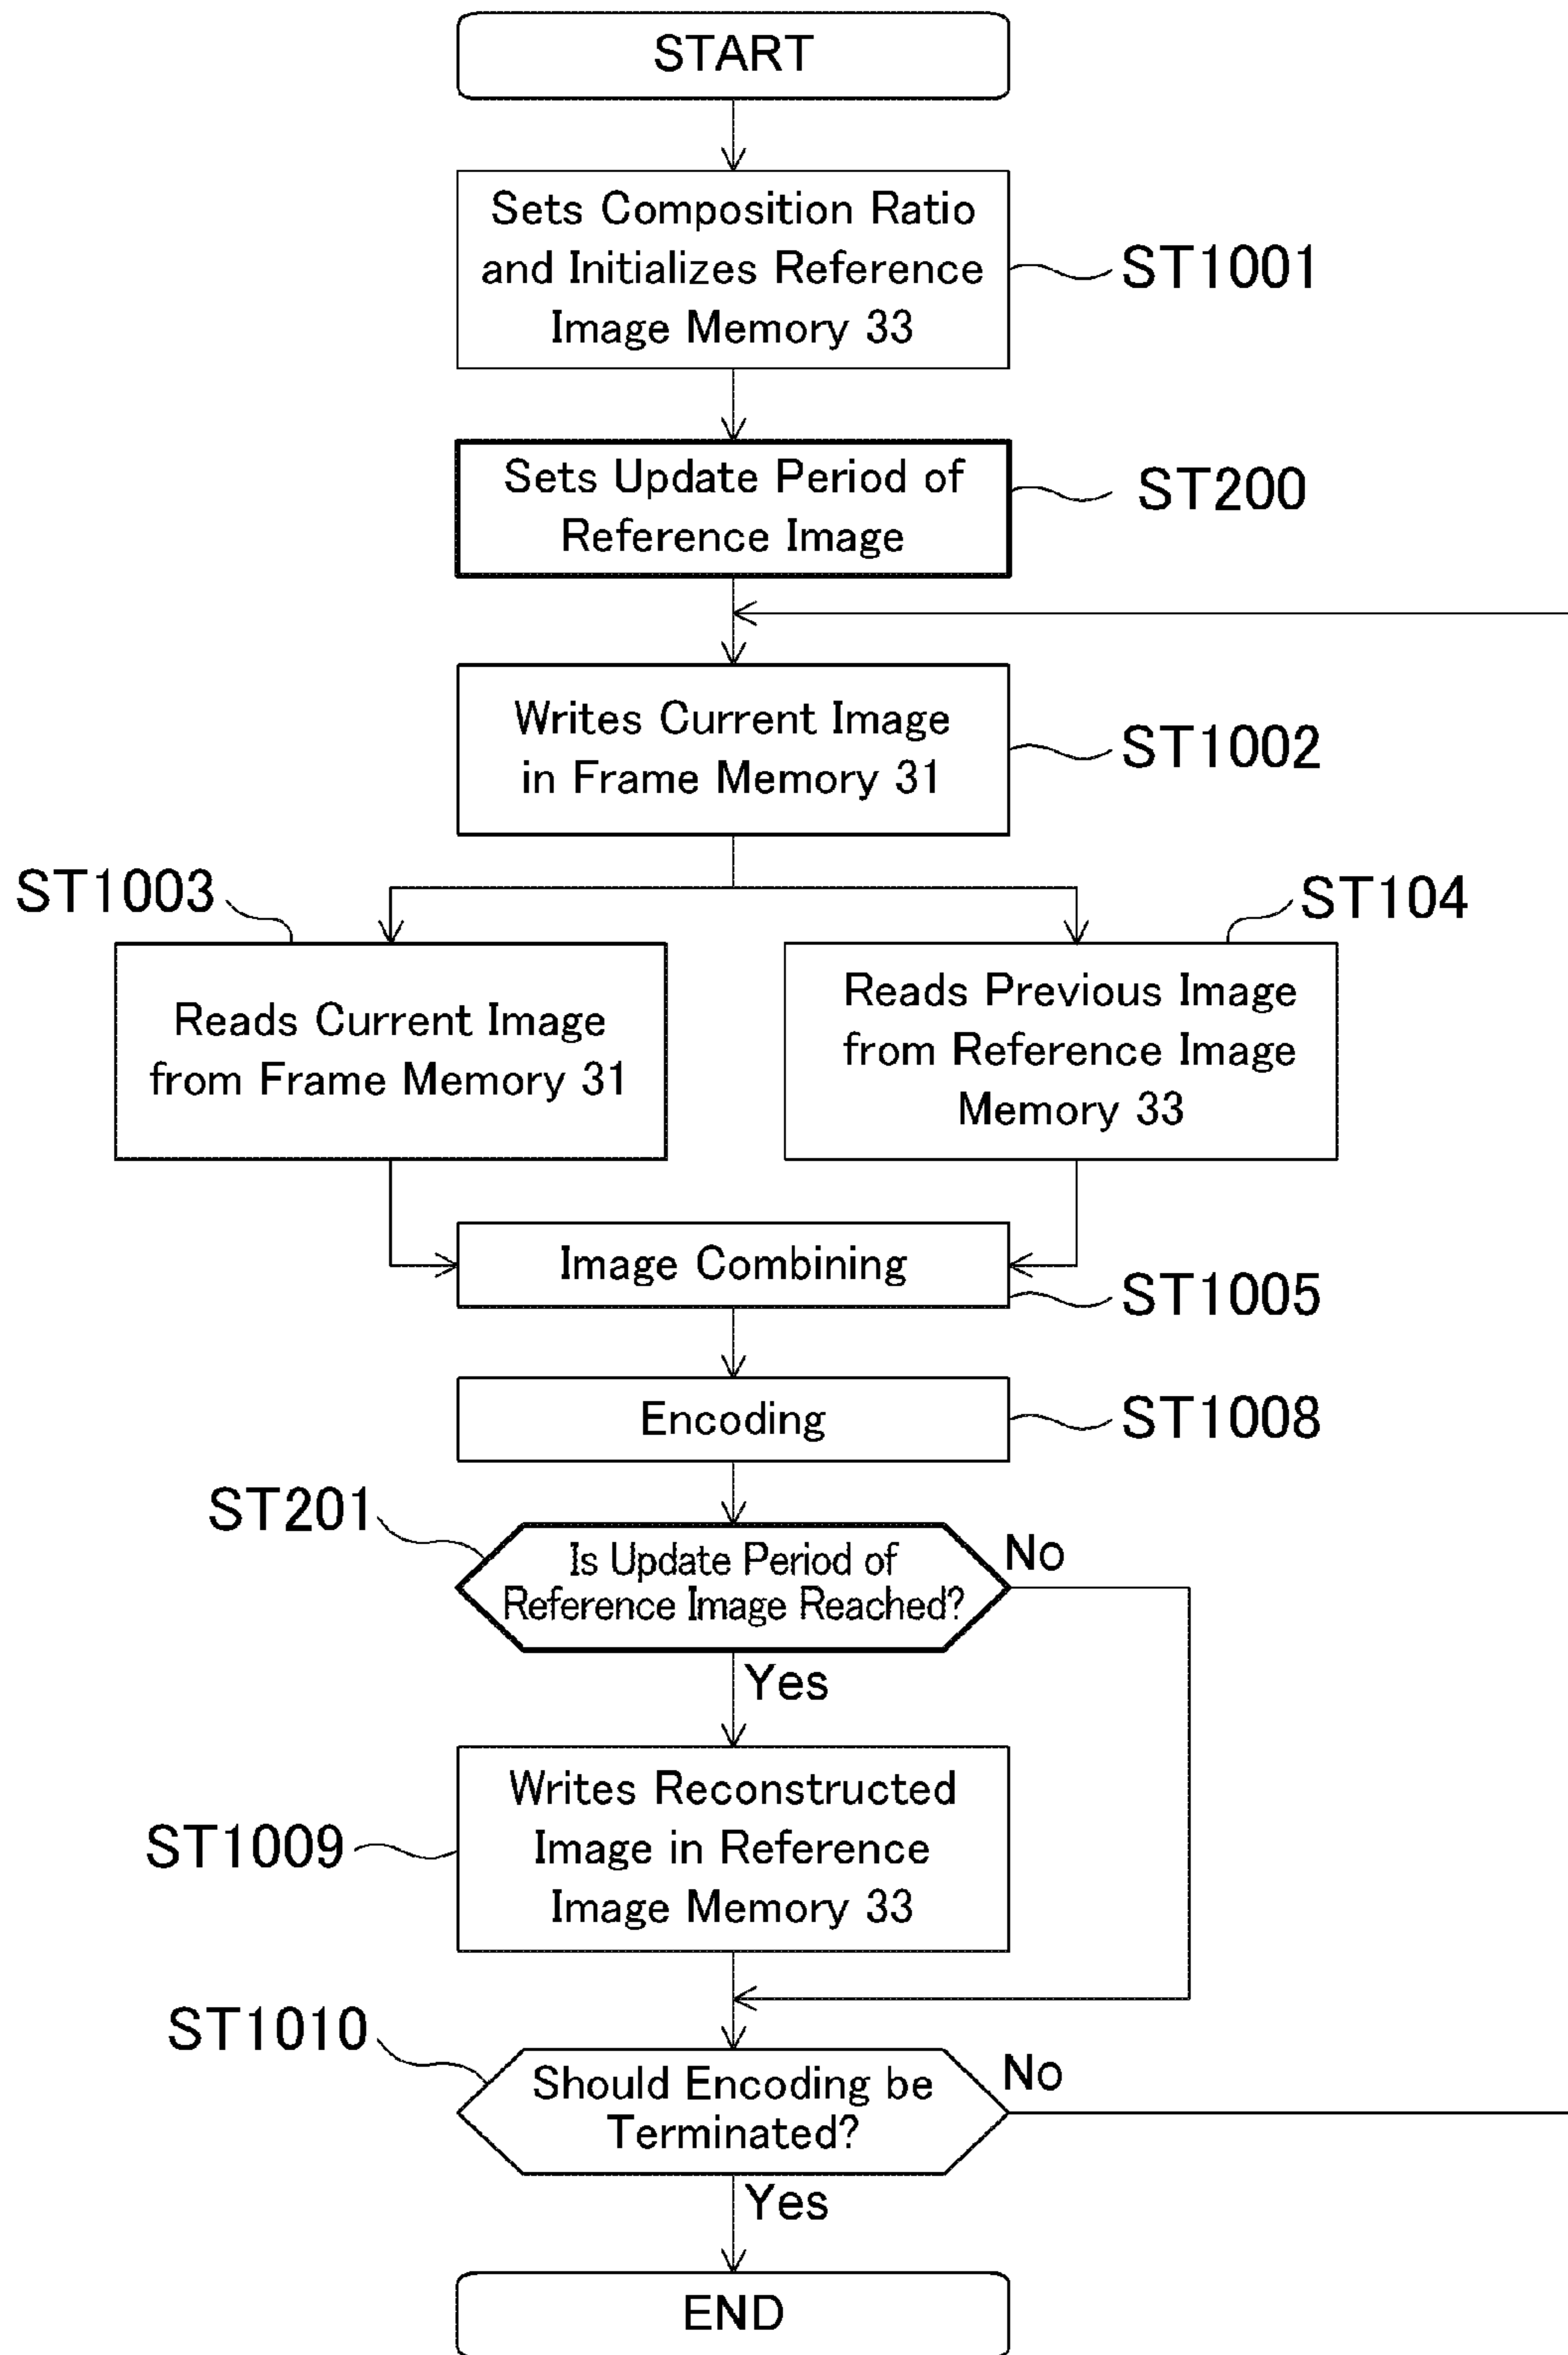 START
Sets Composition Ratio
and Initializes Reference
Image Memory 33
ST1001
Sets Update Period of
Reference Image
ST200
Writes Current Image
in Frame Memory 31
ST1002
ST1003
ST104
Reads Current Image
from Frame Memory 31
Reads Previous Image
from Reference Image
Memory 33
Image Combining
ST1005
Encoding
ST1008
ST201
Is Update Period of
Reference Image Reached?
No
Yes
Writes Reconstructed
Image in Reference
Image Memory 33
ST1009
ST1010
Should Encoding be
Terminated?
No
Yes
END